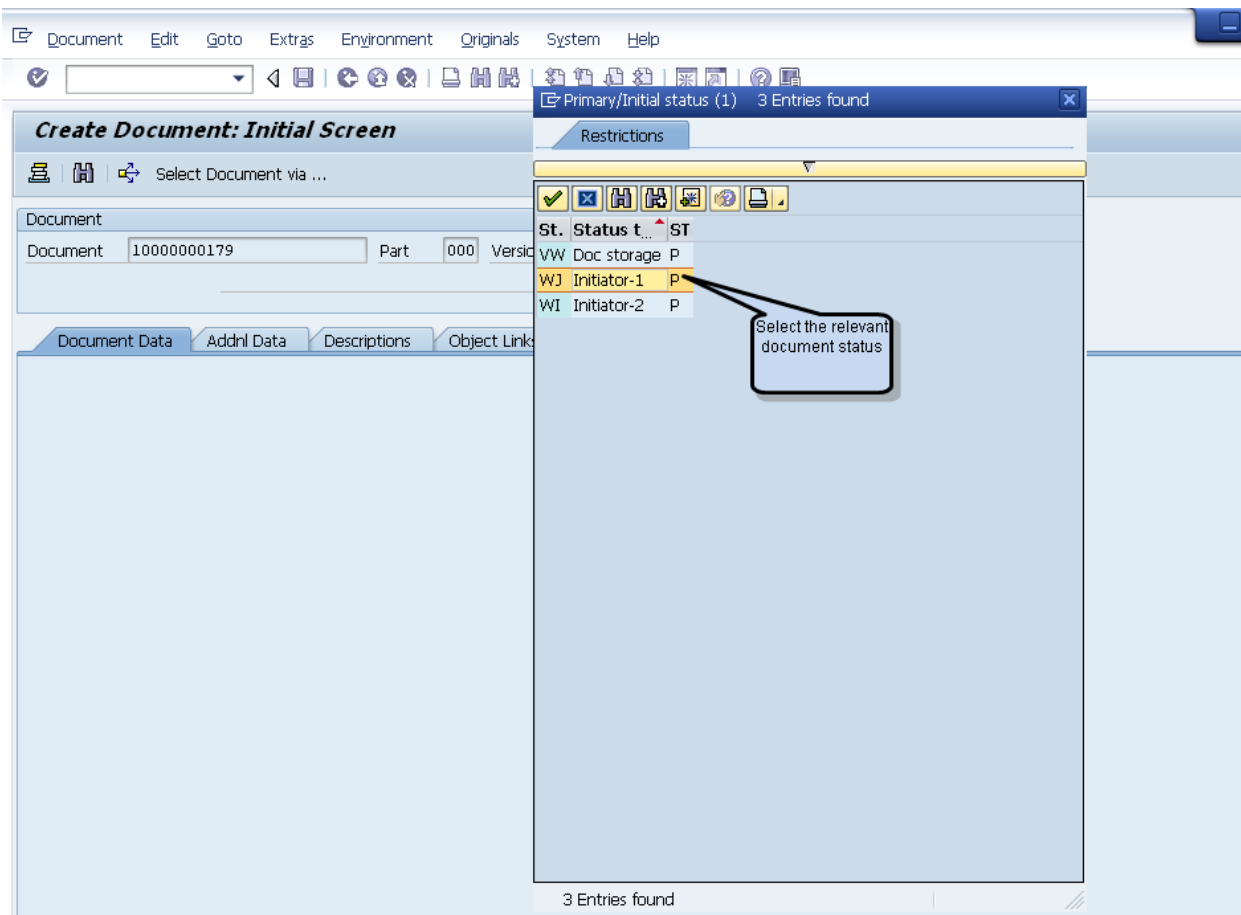 Document Edit Goto Extras Environment Originals System Help
Primary/Initial status (1) 3 Entries found
Create Document: Initial Screen
Restrictions
Select Document via ...
Document
St. Status t... ST
Document 10000000179 Part 000 Versio
VW Doc storage P
WJ Initiator-1 P
WI Initiator-2 P
Select the relevant
document status
Document Data Addnl Data Descriptions Object Link
3 Entries found